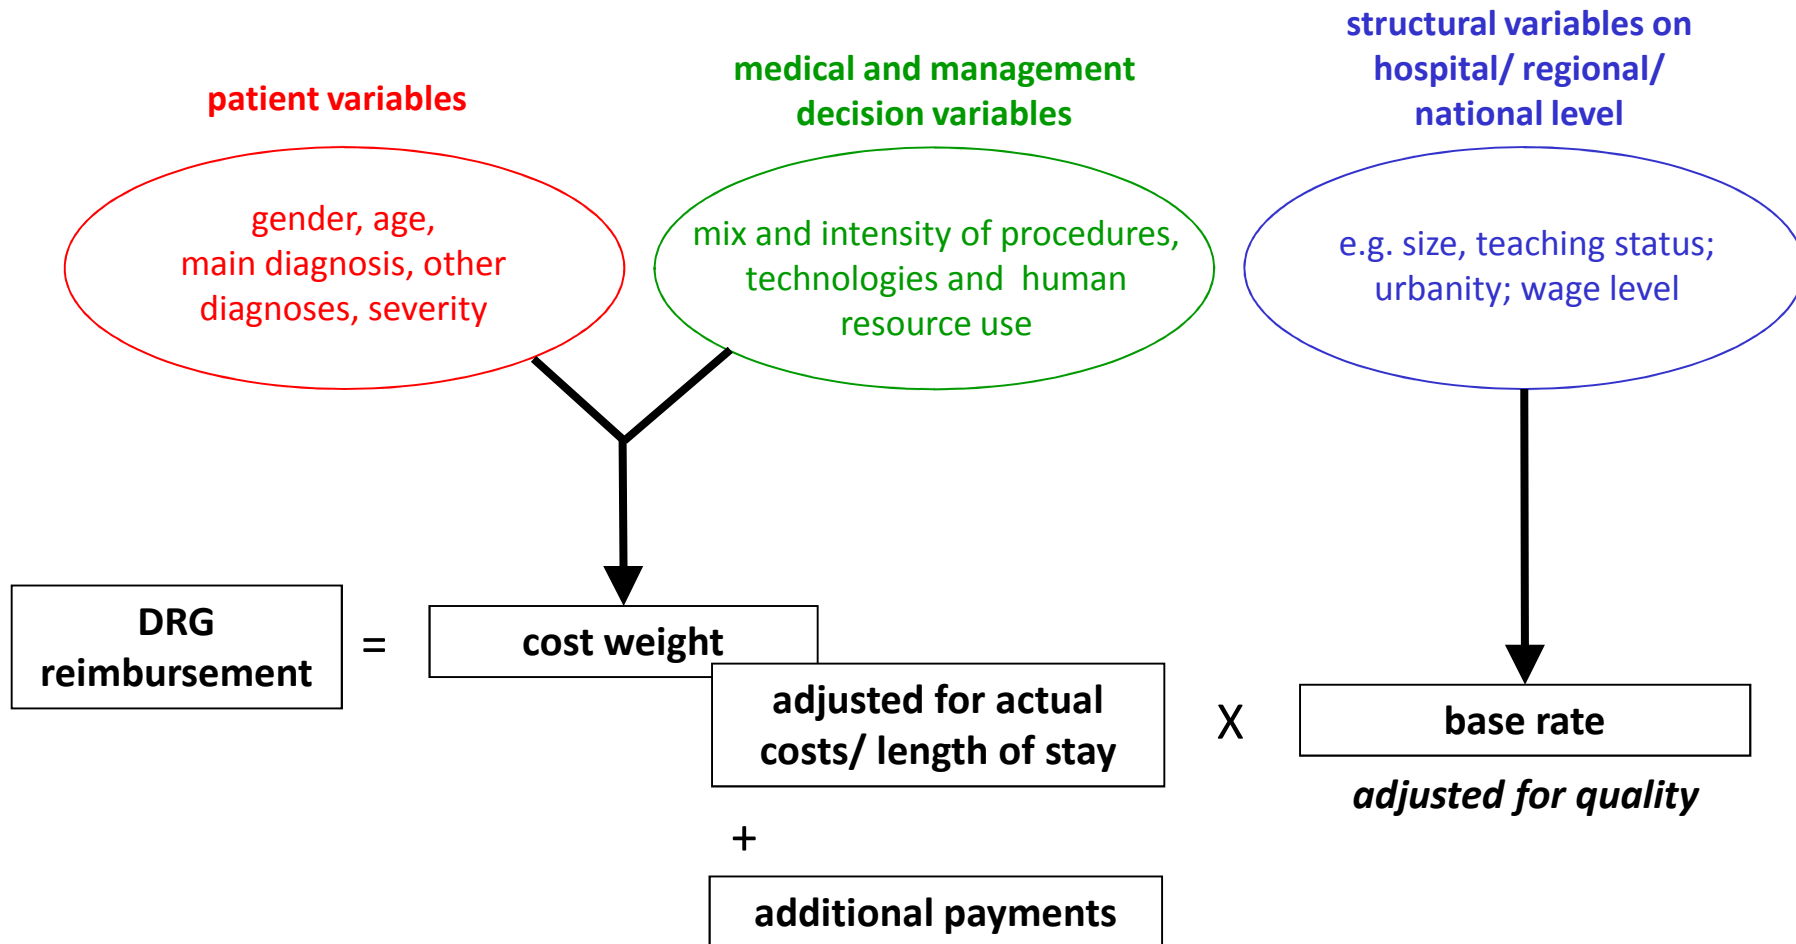 patient variables
gender, age,
main diagnosis, other
diagnoses, severity
medical and management
decision variables
mix and intensity of procedures,
technologies and human
resource use
structural variables on
hospital/ regional/
national level
e.g. size, teaching status;
urbanity; wage level
DRG
reimbursement
=
cost weight
adjusted for actual
costs/ length of stay
X
base rate
adjusted for quality
+
additional payments